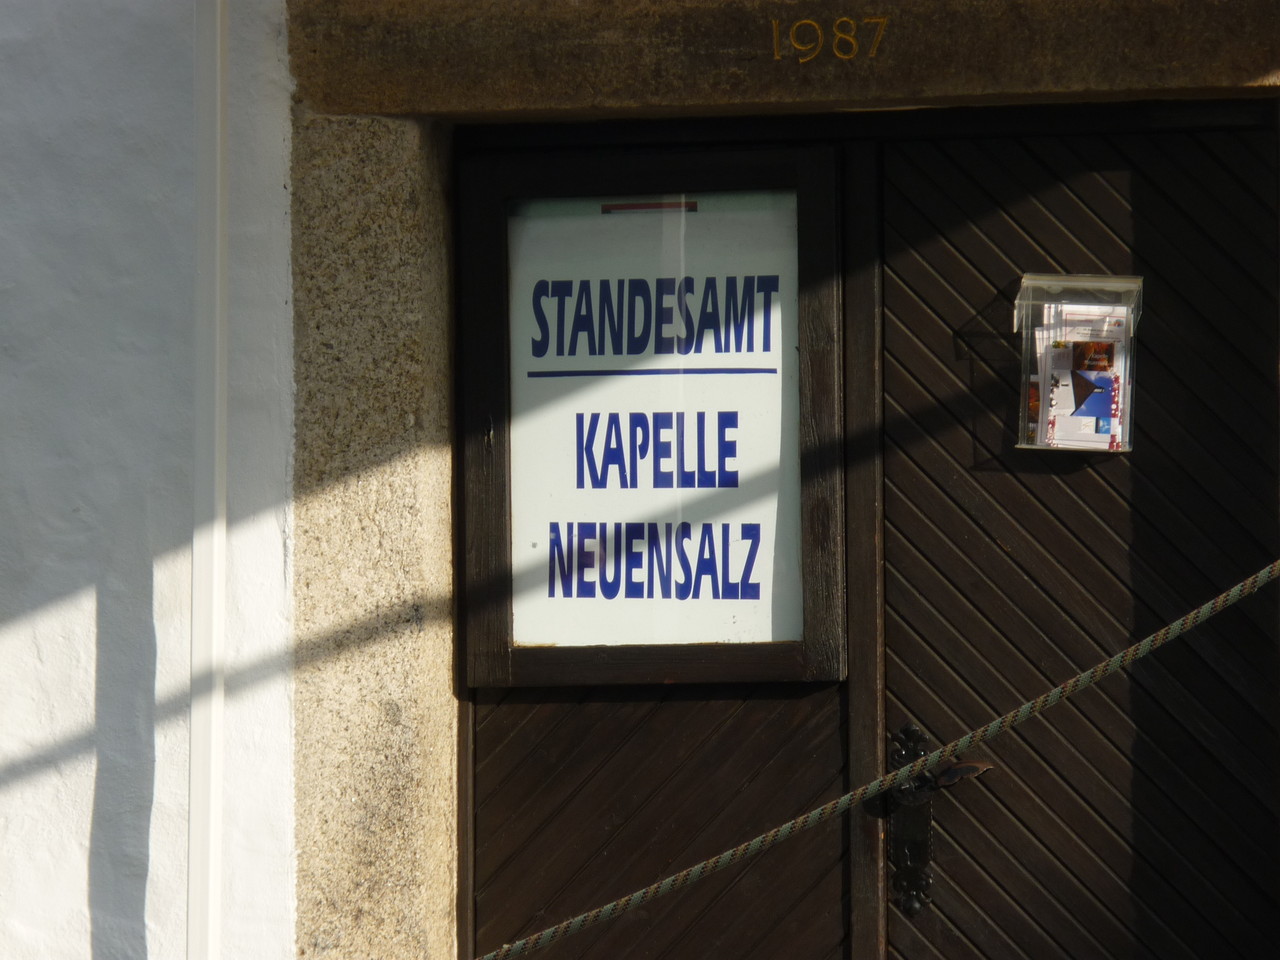 1987
STANDESAMT
KAPELLE
NEUENSALZ